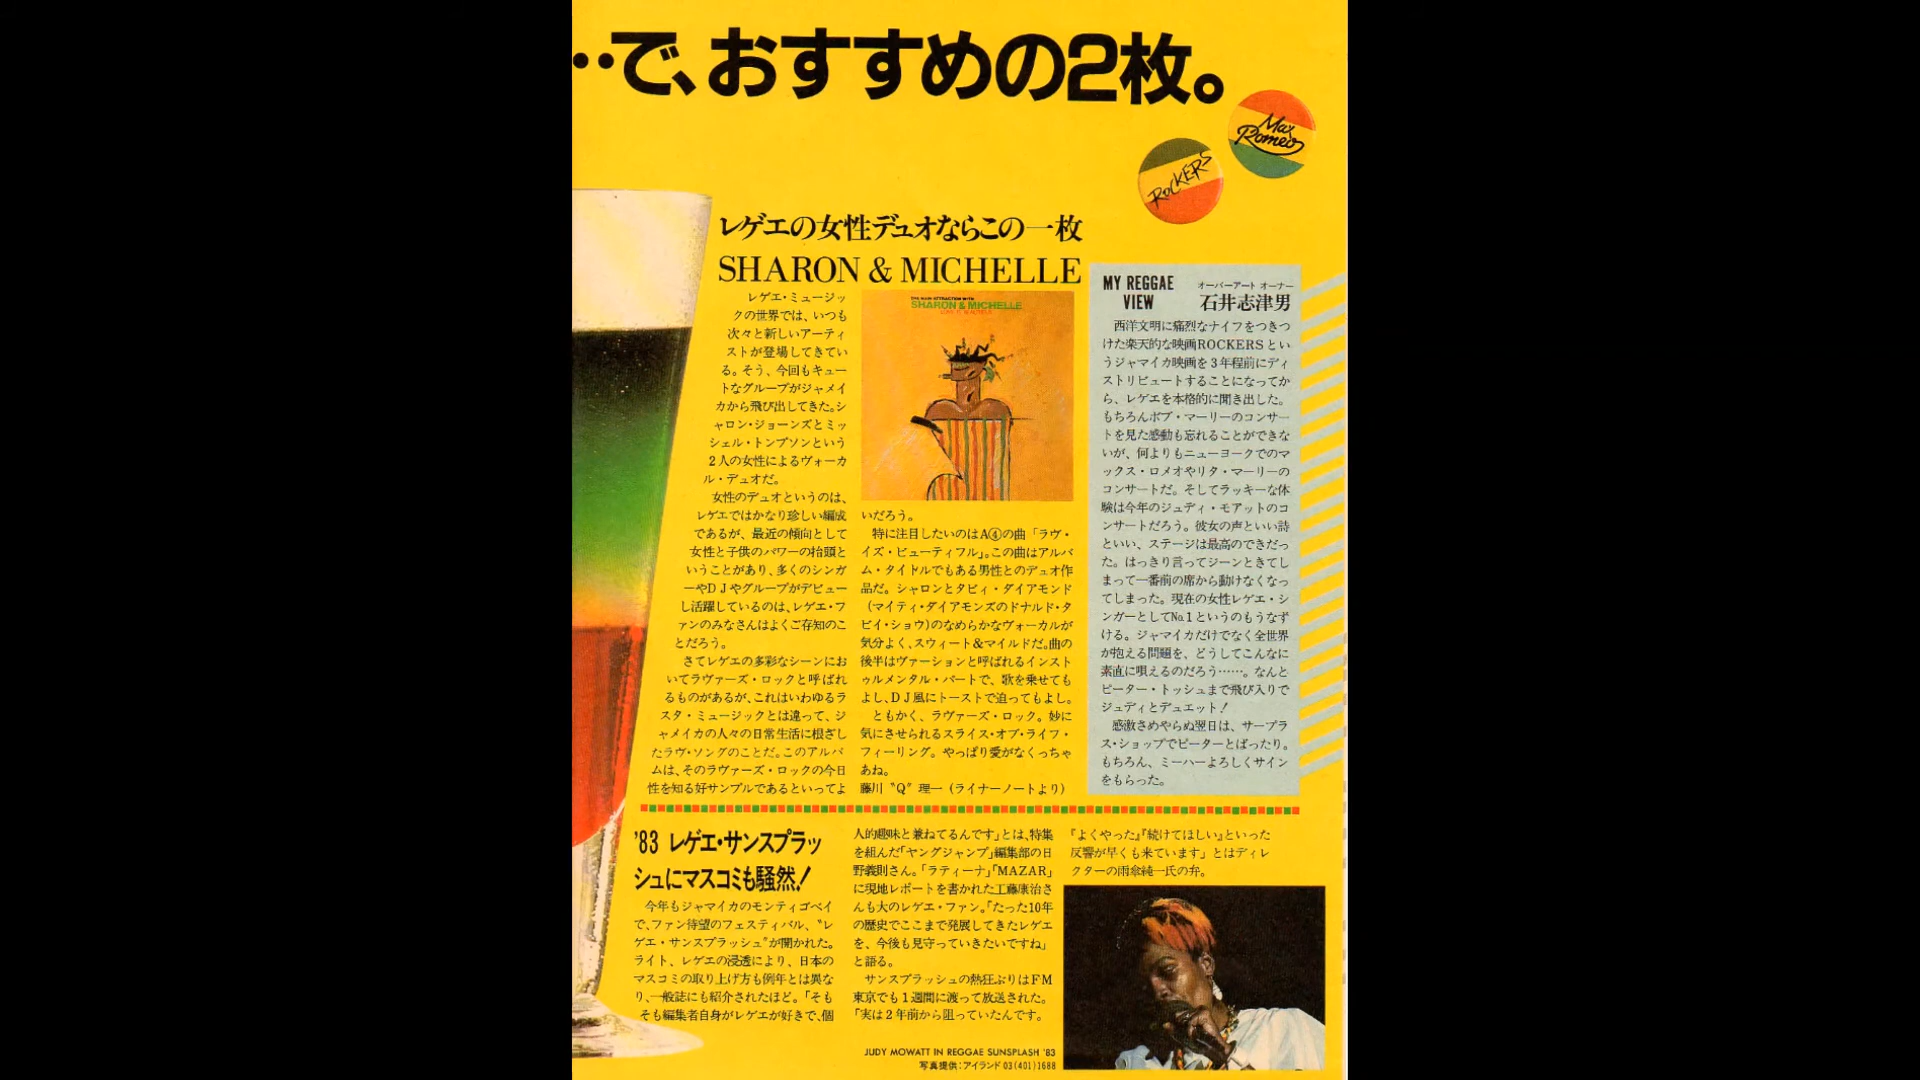 ‥で、おすすめの2枚。
Max
Romeo
ROCKERS
レゲエの女性デュオならこの一枚
SHARON & MICHELLE
レゲエ・ミュージッ
クの世界では、いつも
次々と新しいアーティ
ストが登場してきてい
る。そう、今回もキュー
トなグループがジャメイ
カから飛び出してきた。シ
ャロン・ジョーンズとミッ
シェル・トンプソンという
2人の女性によるヴォーカ
ル・デュオだ。
女性のデュオというのは、
レゲエではかなり珍しい編成
であるが、最近の傾向として
女性と子供のパワーの抬頭と
いうことがあり、多くのシンガ
ーやDJやグループがデビュー
し活躍しているのは、レゲエ・フ
ァンのみなさんはよくご存知のこ
とだろう。
さてレゲエの多彩なシーンにお
いてラヴァーズ・ロックと呼ばれ
るものがあるが、これはいわゆるラ
スタ・ミュージックとは違って、ジ
ャメイカの人々の日常生活に根ざし
たラヴ・ソングのことだ。このアルバ
ムは、そのラヴァーズ・ロックの今日
性を知る好サンプルであるといってよ
SHARON & MICHELLE
いだろう。
特に注目したいのはA④の曲「ラヴ・
イズ・ビューティフル」。この曲はアルバ
ム・タイトルでもある男性とのデュオ作
品だ。シャロンとタビィ・ダイアモンド
(マイティ・ダイアモンズのドナルド・タ
ビイ・ショウ)のなめらかなヴォーカルが
気分よく、スウィート&マイルドだ。曲の
後半はヴァーションと呼ばれるインスト
ゥルメンタル・パートで、歌を乗せても
よし、DJ風にトーストで迫ってもよし。
ともかく、ラヴァーズ・ロック。妙に
気にさせられるスライス・オブ・ライフ・
フィーリング。やっぱり愛がなくっちゃ
あね。
藤川〝Q〟理一(ライナーノートより)
MY REGGAE
VIEW
オーバーアート オーナー
石井志津男
西洋文明に痛烈なナイフをつきつ
けた楽天的な映画ROCKERSとい
うジャマイカ映画を3年程前にディ
ストリビュートすることになってか
ら、レゲエを本格的に聞き出した。
もちろんボブ・マーリーのコンサー
トを見た感動も忘れることができな
いが、何よりもニューヨークでのマ
ックス・ロメオやリタ・マーリーの
コンサートだ。そしてラッキーな体
験は今年のジュディ・モアットのコ
ンサートだろう。彼女の声といい詩
といい、ステージは最高のできだっ
た。はっきり言ってジーンときてし
まって一番前の席から動けなくなっ
てしまった。現在の女性レゲエ・シ
ンガーとしてNo.1というのもうなず
ける。ジャマイカだけでなく全世界
が抱える問題を、どうしてこんなに
素直に唄えるのだろう……。なんと
ピーター・トッシュまで飛び入りで
ジュディとデュエット!
感激さめやらぬ翌日は、サープラ
ス・ショップでピーターとばったり。
もちろん、ミーハーよろしくサイン
をもらった。
'83 レゲエ・サンスプラッ
シュにマスコミも騒然!
今年もジャマイカのモンティゴベイ
で、ファン待望のフェスティバル、〝レ
ゲエ・サンスプラッシュ〟が開かれた。
ライト、レゲエの浸透により、日本の
マスコミの取り上げ方も例年とは異な
り、一般誌にも紹介されたほど。「そも
そも編集者自身がレゲエが好きで、個
人的趣味と兼ねてるんです」とは、特集
を組んだ「ヤングジャンプ」編集部の日
野義則さん。「ラティーナ」「MAZAR」
に現地レポートを書かれた工藤康治さ
んも大のレゲエ・ファン。「たった10年
の歴史でここまで発展してきたレゲエ
を、今後も見守っていきたいですね」
と語る。
サンスプラッシュの熱狂ぶりはFM
東京でも1週間に渡って放送された。
「実は2年前から阻っていたんです。
『よくやった』『続けてほしい』といった
反響が早くも来ています」とはディレ
クターの雨傘純一氏の弁。
JUDY MOWATT IN REGGAE SUNSPLASH '83
写真提供:アイランド 03(401)1688